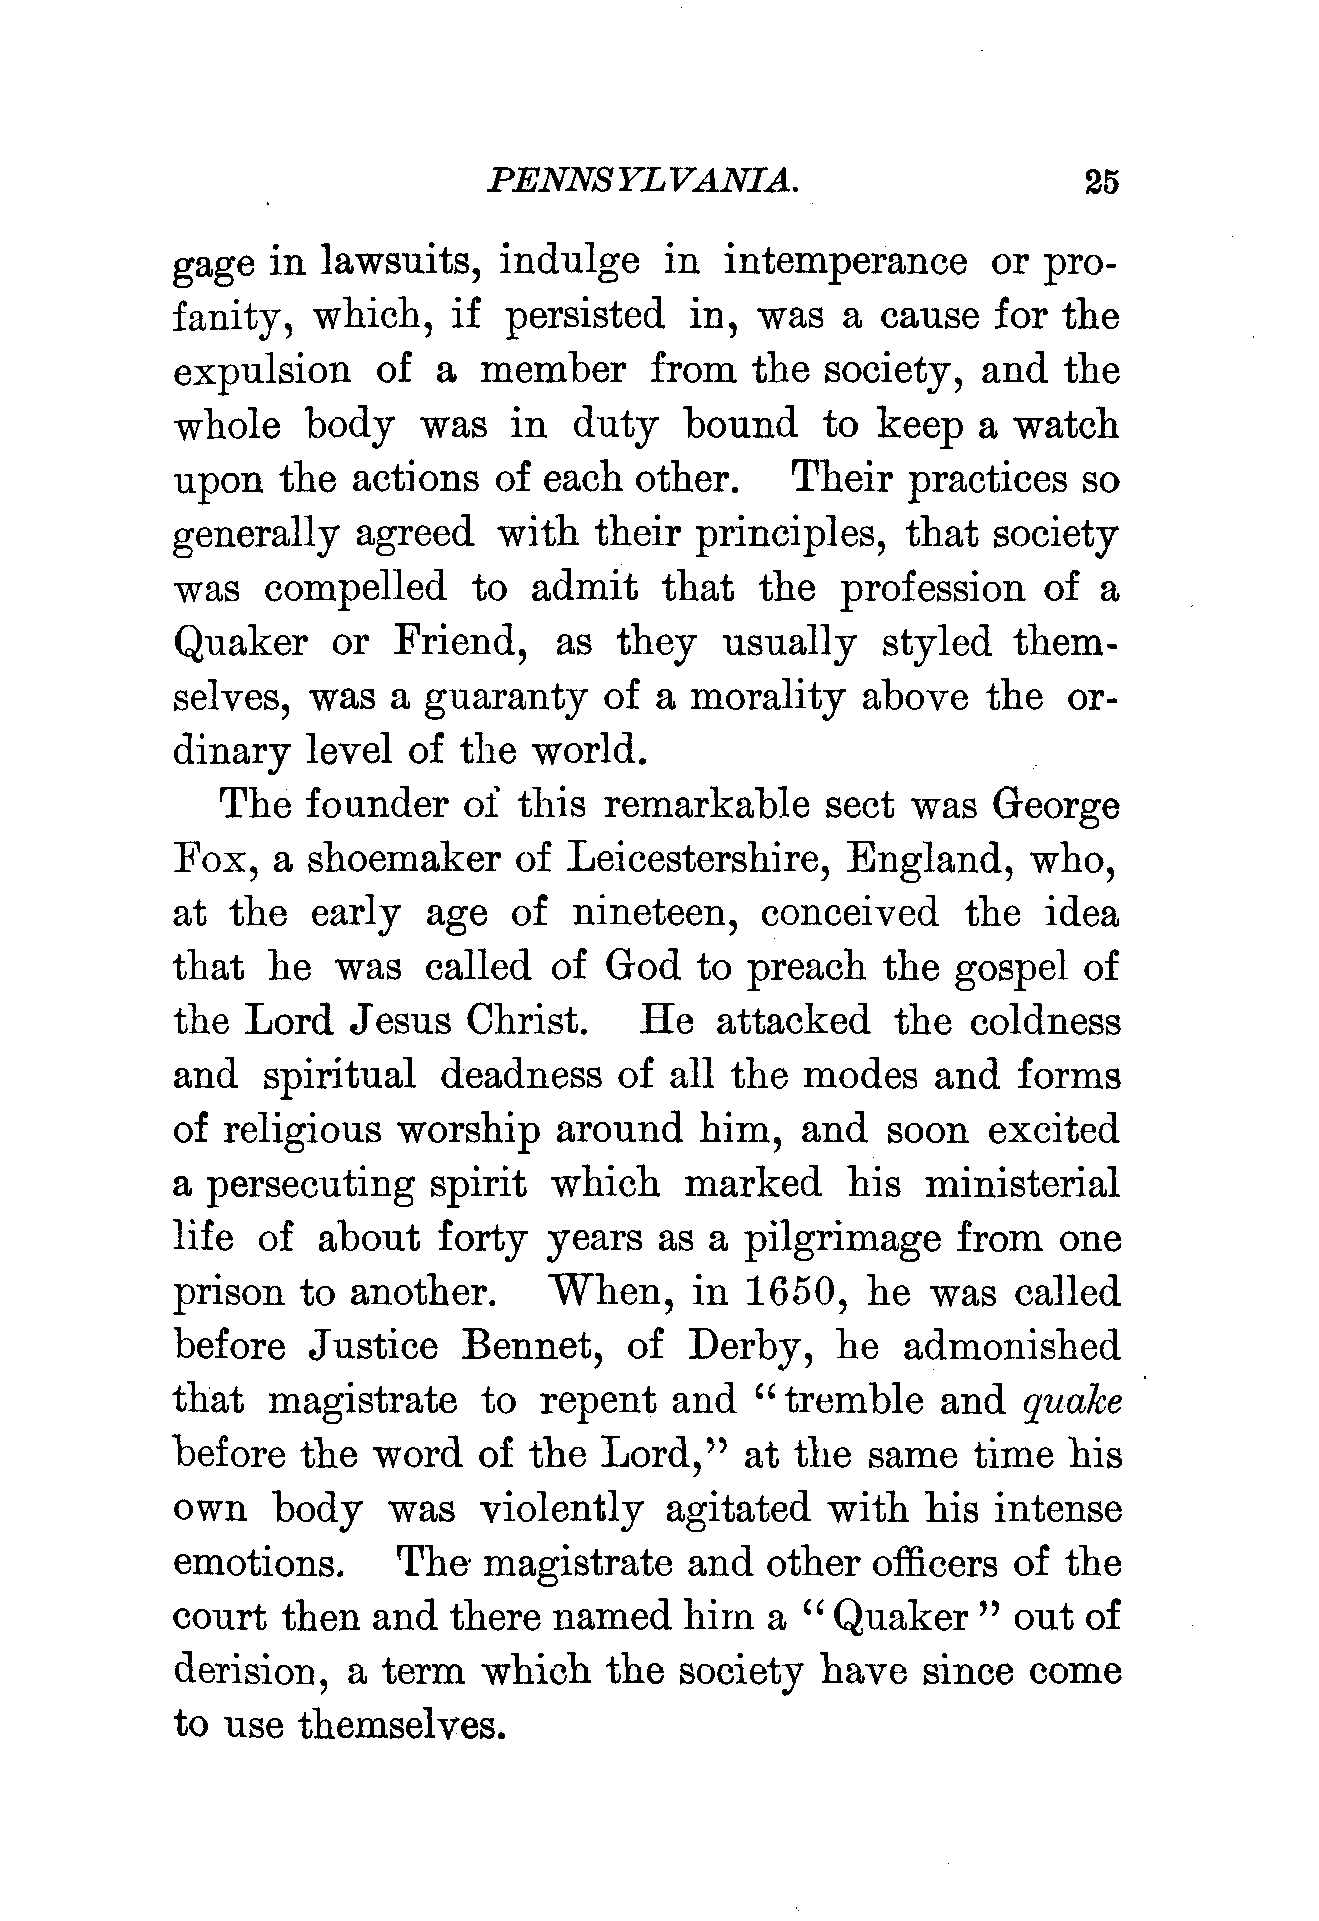 PENNSYLVANIA. 25
gage in lawsuits, indulge in intemperance or pro-
fanity, which, if persisted in, was a cause for the
expulsion of a member from the society, and the
whole body was in duty bound to keep a watch
upon the actions of each other. Their practices so
generally agreed with their principles, that society
was compelled to admit that the profession of a
Quaker or Friend, as they usually styled them-
selves, was a guaranty of a morality above the or-
dinary level of the world.
The founder of this remarkable sect was George
Fox, a shoemaker of Leicestershire, England, who,
at the early age of nineteen, conceived the idea
that he was called of God to preach the gospel of
the Lord Jesus Christ. He attacked the coldness
and spiritual deadness of all the modes and forms
of religious worship around him, and soon excited
a persecuting spirit which marked his ministerial
life of about forty years as a pilgrimage from one
prison to another. When, in 1650, he was called
before Justice Bennet, of Derby, he admonished
that magistrate to repent and “tremble and quake
before the word of the Lord,” at the same time his
own body was violently agitated with his intense
emotions. The magistrate and other officers of the
court then and there named him a “Quaker” out of
derision, a term which the society have since come
to use themselves.